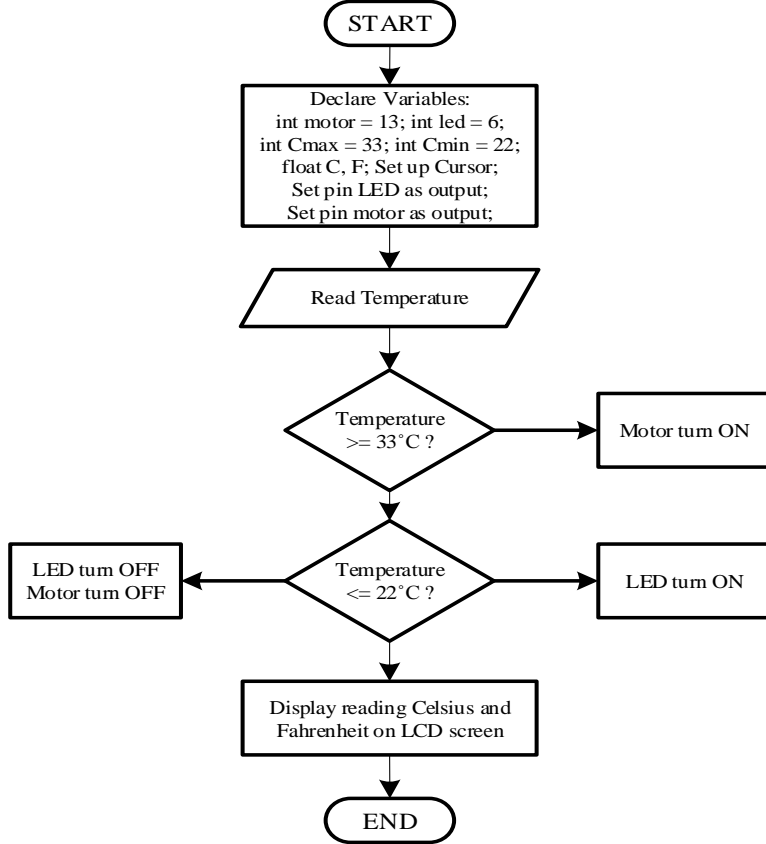 START
Declare Variables:
int motor = 13; int led = 6;
int Cmax = 33; int Cmin = 22;
float C, F; Set up Cursor;
Set pin LED as output;
Set pin motor as output;
Read Temperature
Temperature
>= 33˚C ?
Motor turn ON
LED turn OFF
Motor turn OFF
Temperature
<= 22˚C ?
LED turn ON
Display reading Celsius and
Fahrenheit on LCD screen
END